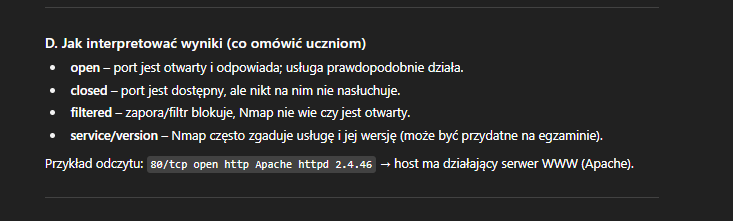 D. Jak interpretować wyniki (co omówić uczniom)
• open – port jest otwarty i odpowiada; usługa prawdopodobnie działa.
• closed – port jest dostępny, ale nikt na nim nie nasłuchuje.
• filtered – zapora/filtr blokuje, Nmap nie wie czy jest otwarty.
• service/version – Nmap często zgaduje usługę i jej wersję (może być przydatne na egzaminie).
Przykład odczytu: 80/tcp open http Apache httpd 2.4.46 → host ma działający serwer WWW (Apache).